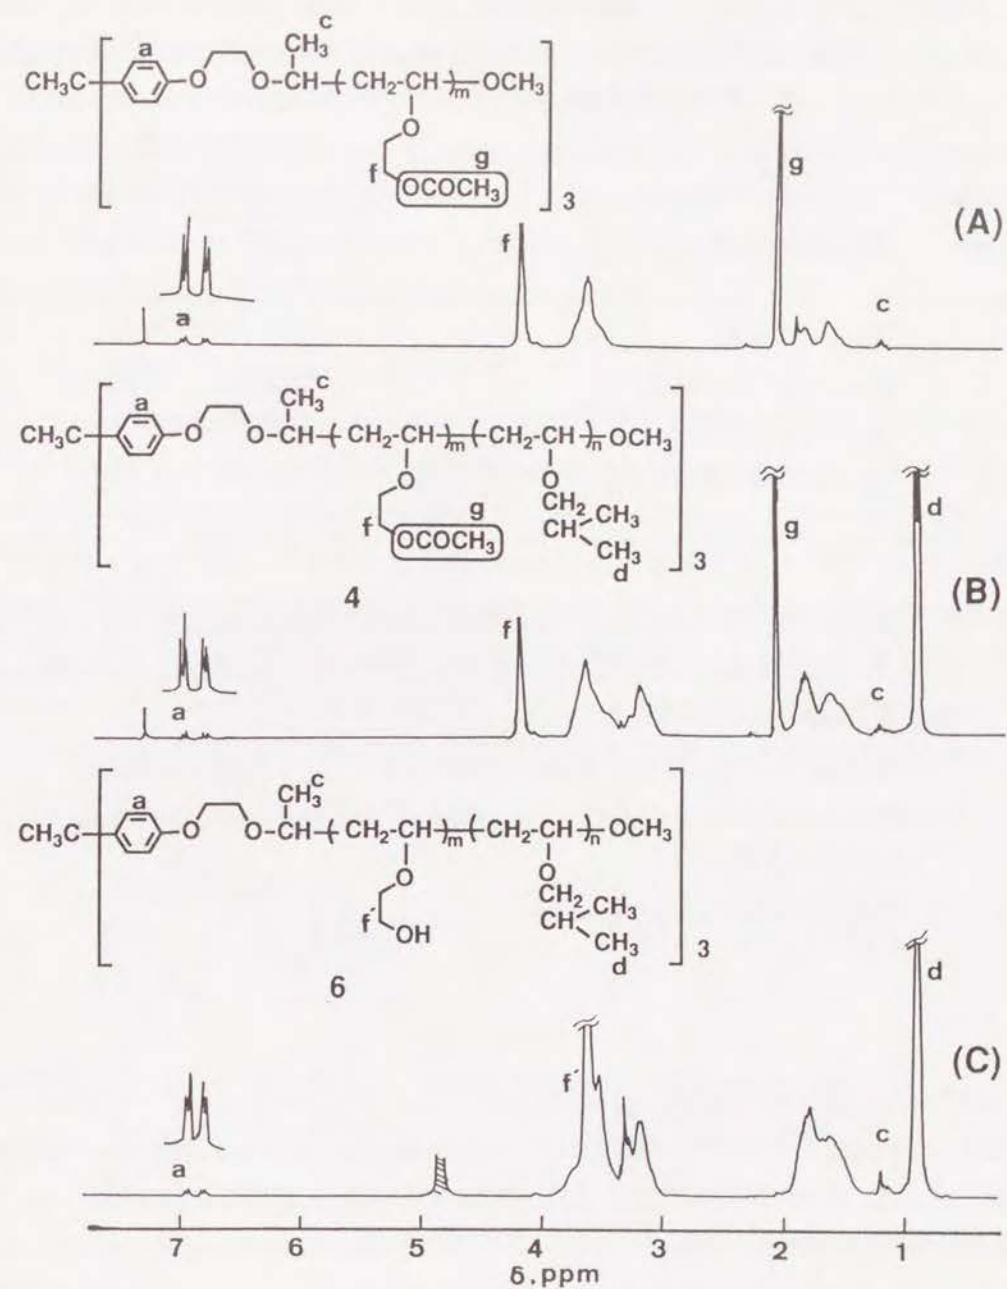 c
CH₃
a
CH₃C
O
O
CH
( CH₂-CH )m
OCH₃
O
g
f
OCOCH₃
3
(A)
g
f
a
c
CH₃
c
a
CH₃C
O
O
CH
( CH₂-CH )m
( CH₂-CH )n
OCH₃
O
O
CH₂
g
CH
CH₃
f
OCOCH₃
CH₃
d
3
4
g
d
(B)
f
a
c
CH₃
c
a
CH₃C
O
O
CH
( CH₂-CH )m
( CH₂-CH )n
OCH₃
O
O
CH₂
CH
CH₃
f´
OH
CH₃
d
3
6
d
(C)
f´
a
c
7 6 5 4 3 2 1
δ,ppm